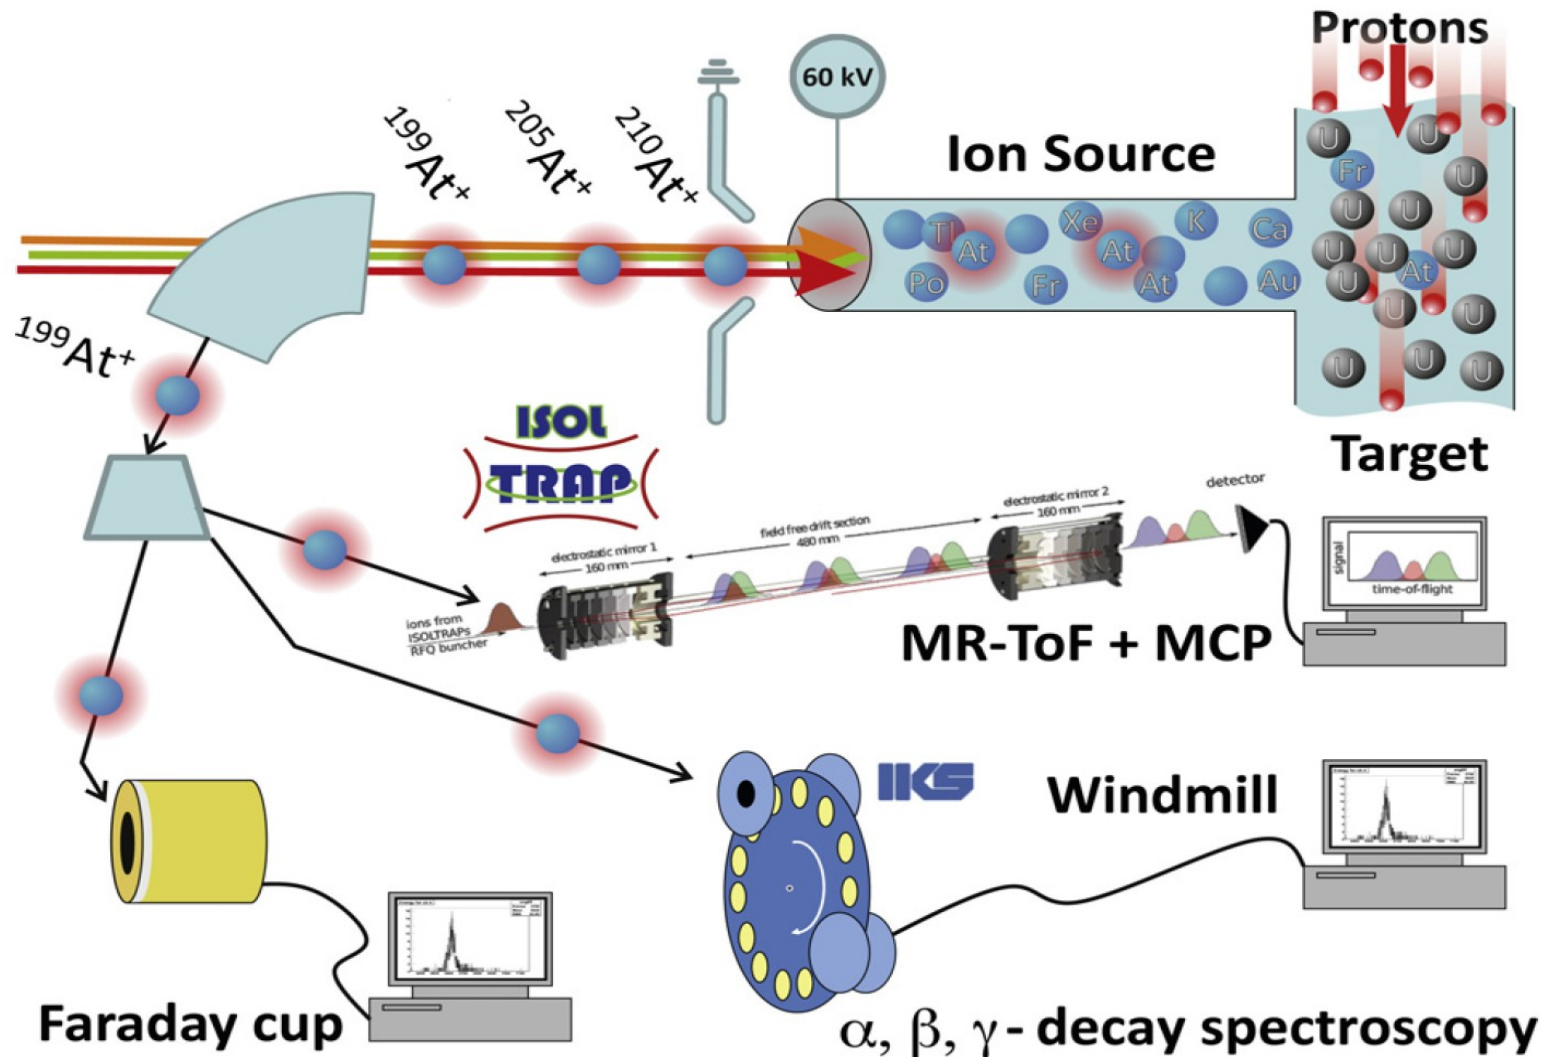 Protons
60 kV
Ion Source
199At+
205At+
210At+
Tl
At
Xe
At
K
Ca
Po
Fr
At
Au
U
U
Fr
U
U
U
U
U
U
U
At
U
U
U
U
U
199At+
ISOL
TRAP
Target
electrostatic mirror 1
160 mm
field free drift section
480 mm
electrostatic mirror 2
160 mm
detector
signal
time-of-flight
ions from
ISOLTRAPs
RFQ buncher
MR-ToF + MCP
IKS
Windmill
Faraday cup
α, β, γ - decay spectroscopy